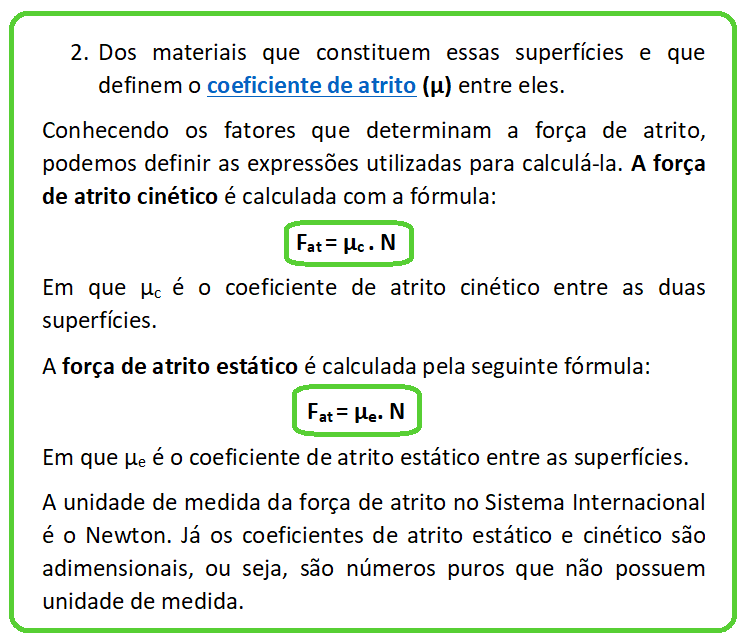 2. Dos materiais que constituem essas superfícies e que
definem o coeficiente de atrito (μ) entre eles.
Conhecendo os fatores que determinam a força de atrito,
podemos definir as expressões utilizadas para calculá-la. A força
de atrito cinético é calculada com a fórmula:
Fat = μc . N
Em que μc é o coeficiente de atrito cinético entre as duas
superfícies.
A força de atrito estático é calculada pela seguinte fórmula:
Fat = μe. N
Em que μe é o coeficiente de atrito estático entre as superfícies.
A unidade de medida da força de atrito no Sistema Internacional
é o Newton. Já os coeficientes de atrito estático e cinético são
adimensionais, ou seja, são números puros que não possuem
unidade de medida.